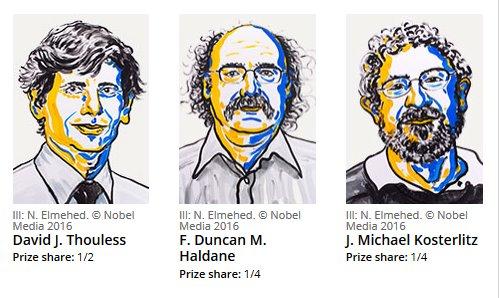 Ill: N. Elmehed. © Nobel
Media 2016
David J. Thouless
Prize share: 1/2
Ill: N. Elmehed. © Nobel
Media 2016
F. Duncan M.
Haldane
Prize share: 1/4
Ill: N. Elmehed. © Nobel
Media 2016
J. Michael Kosterlitz
Prize share: 1/4